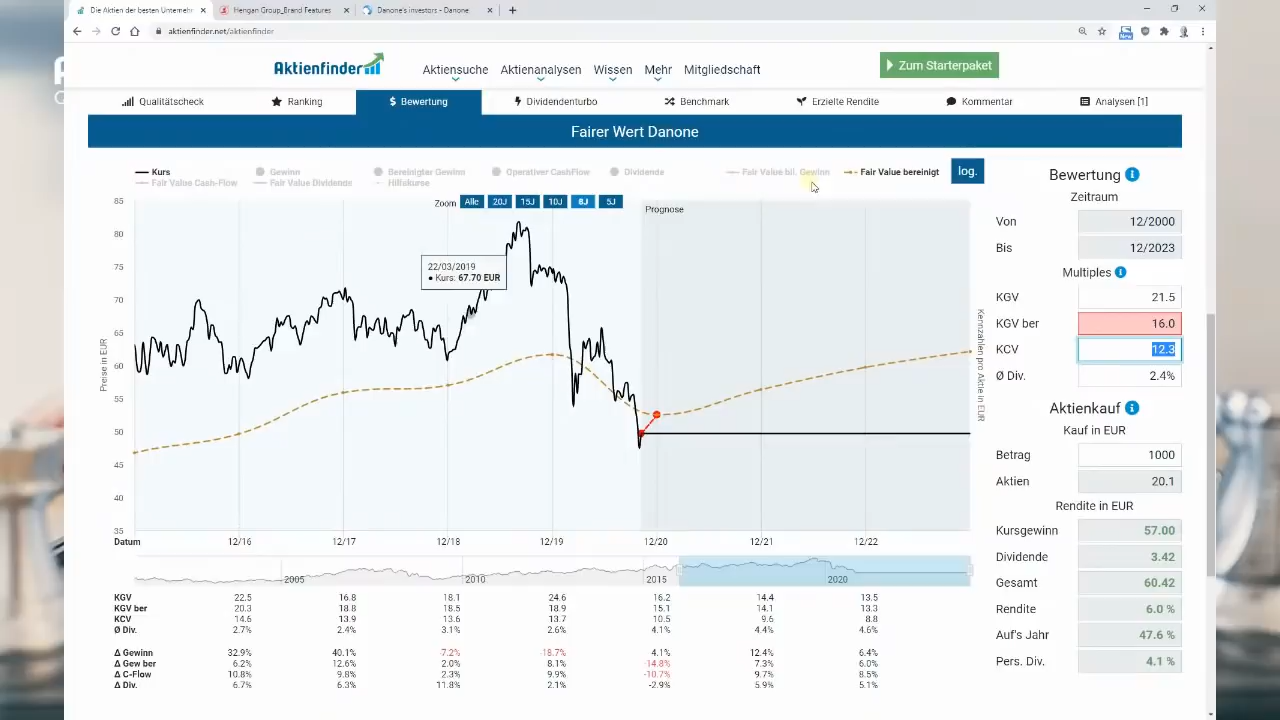 Die Aktien der besten Unternehm
Hengan Group_Brand Features
Danone's investors - Danone
aktienfinder.net/aktienfinder
New
Aktienfinder
Aktiensuche
Aktienanalysen
Wissen
Mehr
Mitgliedschaft
Zum Starterpaket
Qualitätscheck
Ranking
$ Bewertung
Dividendenturbo
Benchmark
Erzielte Rendite
Kommentar
Analysen [1]
Fairer Wert Danone
Kurs
Gewinn
Bereinigter Gewinn
Operativer CashFlow
Dividende
Fair Value bil. Gewinn
Fair Value bereinigt
log.
Fair Value Cash-Flow
Fair Value Dividende
Hilfskurse
Zoom Alle 20J 15J 10J 8J 5J
Prognose
85
80
75
70
65
60
55
50
45
40
35
Preise in EUR
Kennzahlen pro Aktie in EUR
22/03/2019
Kurs: 67.70 EUR
Datum 12/16 12/17 12/18 12/19 12/20 12/21 12/22
2005 2010 2015 2020
KGV 22.5 16.8 18.1 24.6 16.2 14.4 13.5
KGV ber 20.3 18.8 18.5 18.9 15.1 14.1 13.3
KCV 14.6 13.9 13.6 13.7 10.5 9.6 8.8
Ø Div. 2.7% 2.4% 3.1% 2.6% 4.1% 4.4% 4.6%
Δ Gewinn 32.9% 40.1% -7.2% -18.7% 4.1% 12.4% 6.4%
Δ Gew ber 6.2% 12.6% 2.0% 8.1% -14.8% 7.3% 6.0%
Δ C-Flow 10.8% 9.8% 2.3% 9.9% -10.7% 9.7% 8.5%
Δ Div. 6.7% 6.3% 11.8% 2.1% -2.9% 5.9% 5.1%
Bewertung
Zeitraum
Von 12/2000
Bis 12/2023
Multiples
KGV 21.5
KGV ber 16.0
KCV 12.3
Ø Div. 2.4%
Aktienkauf
Kauf in EUR
Betrag 1000
Aktien 20.1
Rendite in EUR
Kursgewinn 57.00
Dividende 3.42
Gesamt 60.42
Rendite 6.0 %
Auf's Jahr 47.6 %
Pers. Div. 4.1 %